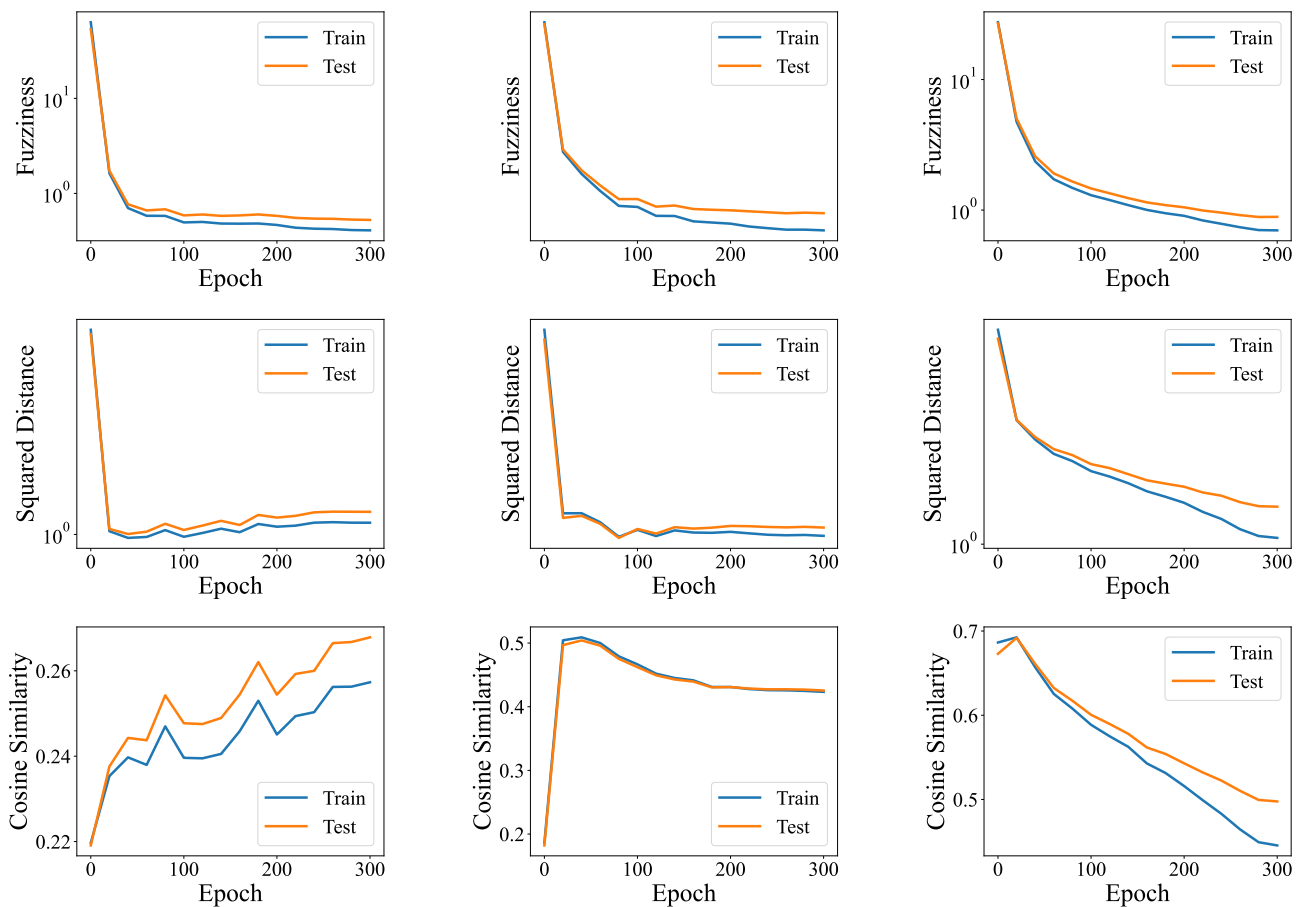 Fuzziness
10^1
10^0
Train
Test
0 100 200 300
Epoch
Fuzziness
Train
Test
0 100 200 300
Epoch
Fuzziness
10^1
10^0
Train
Test
0 100 200 300
Epoch
Squared Distance
10^0
Train
Test
0 100 200 300
Epoch
Squared Distance
Train
Test
0 100 200 300
Epoch
Squared Distance
10^0
Train
Test
0 100 200 300
Epoch
Cosine Similarity
0.26
0.24
0.22
Train
Test
0 100 200 300
Epoch
Cosine Similarity
0.5
0.4
0.3
0.2
Train
Test
0 100 200 300
Epoch
Cosine Similarity
0.7
0.6
0.5
Train
Test
0 100 200 300
Epoch